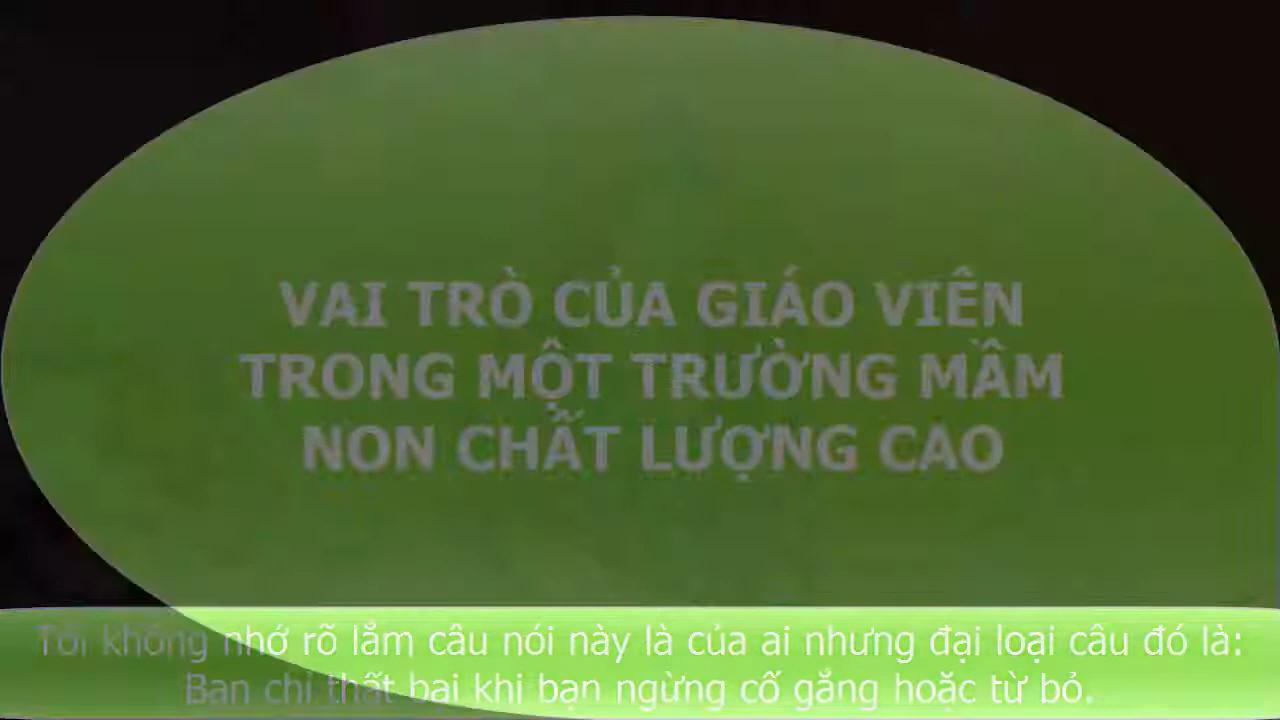 VAI TRÒ CỦA GIÁO VIÊN
TRONG MỘT TRƯỜNG MẦM
NON CHẤT LƯỢNG CAO
Tôi không nhớ rõ lắm câu nói này là của ai nhưng đại loại câu đó là:
Bạn chỉ thất bại khi bạn ngừng cố gắng hoặc từ bỏ.